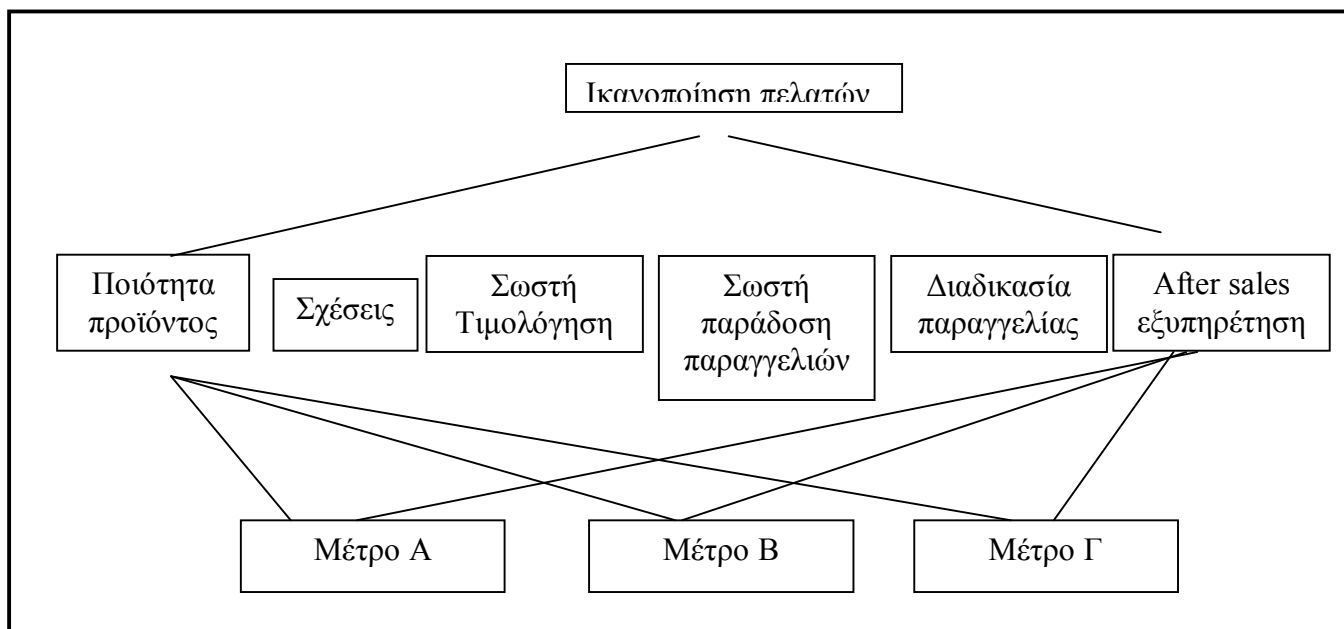 Ικανοποίηση πελατών
Ποιότητα
προϊόντος
Σχέσεις
Σωστή
Τιμολόγηση
Σωστή
παράδοση
παραγγελιών
Διαδικασία
παραγγελίας
After sales
εξυπηρέτηση
Μέτρο Α
Μέτρο Β
Μέτρο Γ